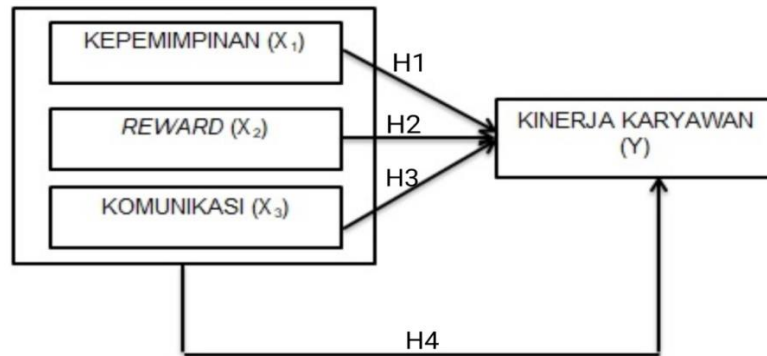 KEPEMIMPINAN (X₁)
H1
REWARD (X₂)
H2
KINERJA KARYAWAN
(Y)
H3
KOMUNIKASI (X₃)
H4